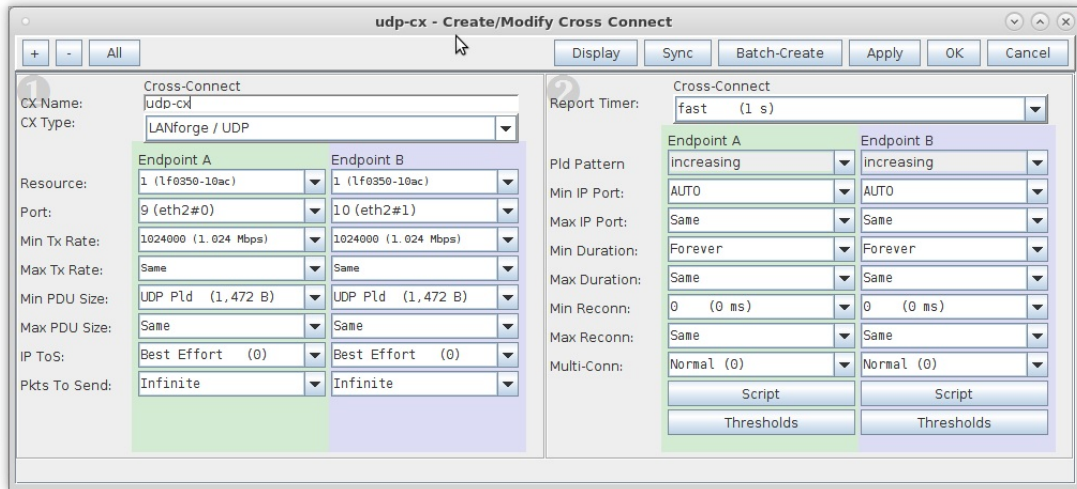 udp-cx - Create/Modify Cross Connect
+ - All Display Sync Batch-Create Apply OK Cancel
1
Cross-Connect
CX Name: udp-cx
CX Type: LANforge / UDP
Endpoint A Endpoint B
Resource: 1 (lf0350-10ac) 1 (lf0350-10ac)
Port: 9 (eth2#0) 10 (eth2#1)
Min Tx Rate: 1024000 (1.024 Mbps) 1024000 (1.024 Mbps)
Max Tx Rate: Same Same
Min PDU Size: UDP Pld (1,472 B) UDP Pld (1,472 B)
Max PDU Size: Same Same
IP ToS: Best Effort (0) Best Effort (0)
Pkts To Send: Infinite Infinite
2
Cross-Connect
Report Timer: fast (1 s)
Endpoint A Endpoint B
Pld Pattern increasing increasing
Min IP Port: AUTO AUTO
Max IP Port: Same Same
Min Duration: Forever Forever
Max Duration: Same Same
Min Reconn: 0 (0 ms) 0 (0 ms)
Max Reconn: Same Same
Multi-Conn: Normal (0) Normal (0)
Script Script
Thresholds Thresholds